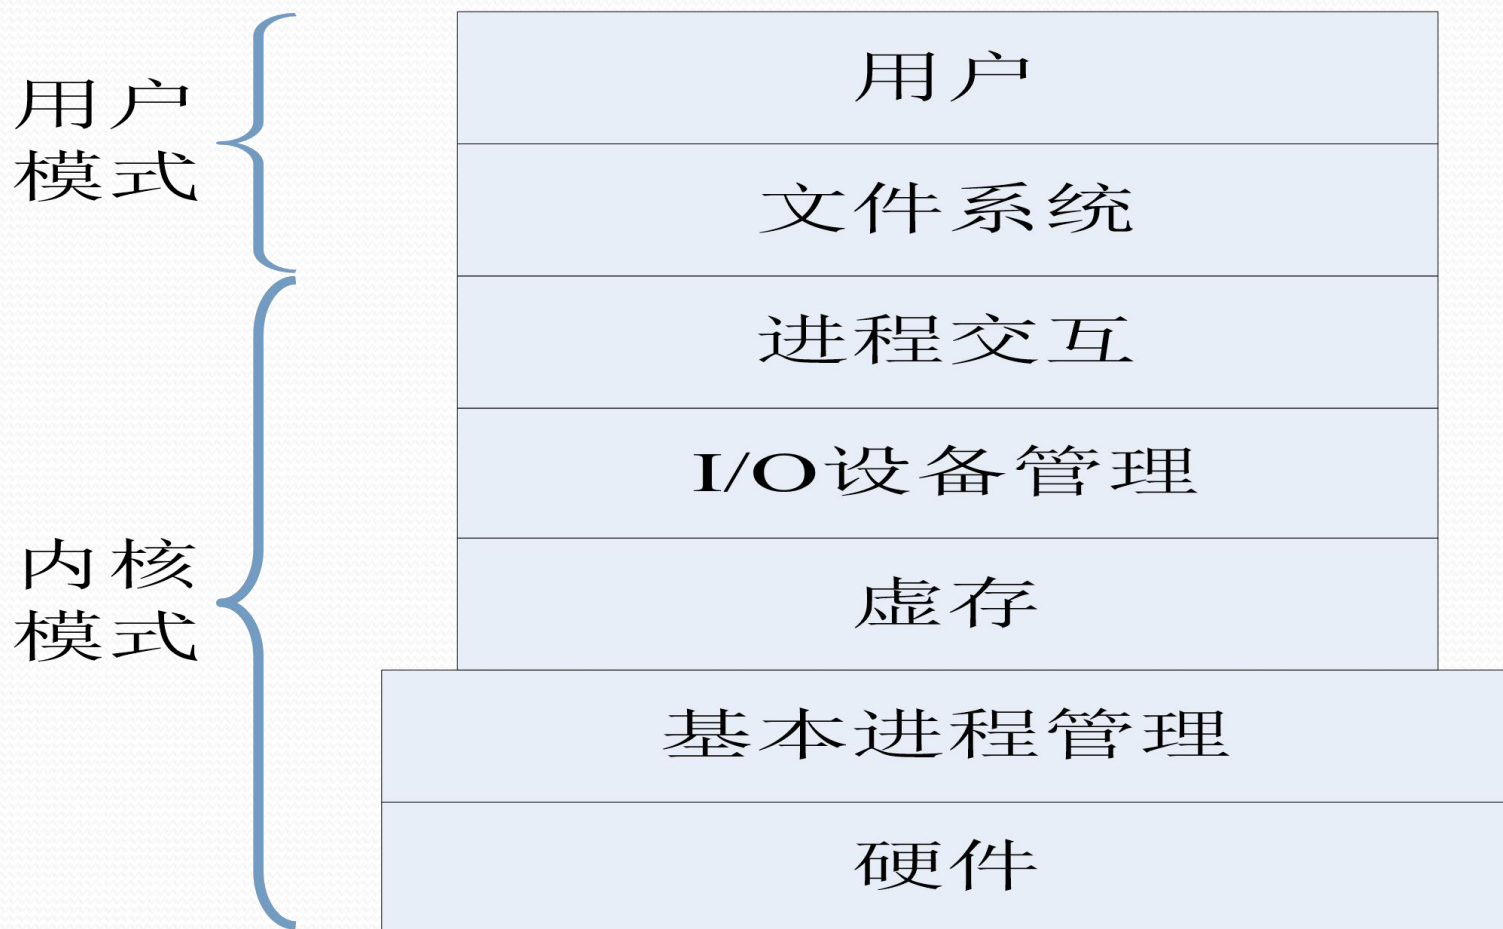 用户
模式
用户
文件系统
进程交互
I/O设备管理
内核
模式
虚存
基本进程管理
硬件